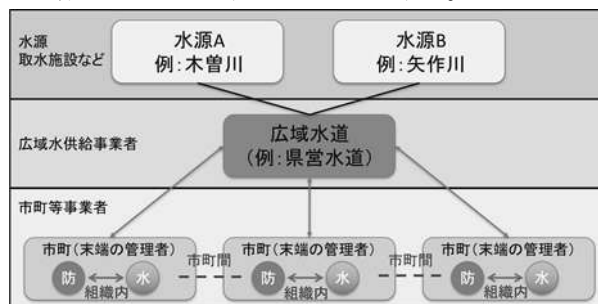 水源
取水施設など
水源A
例:木曽川
水源B
例:矢作川
広域水供給事業者
広域水道
(例:県営水道)
市町等事業者
市町(末端の管理者)
防
水
組織内
市町間
市町(末端の管理者)
防
水
組織内
市町間
市町(末端の管理者)
防
水
組織内